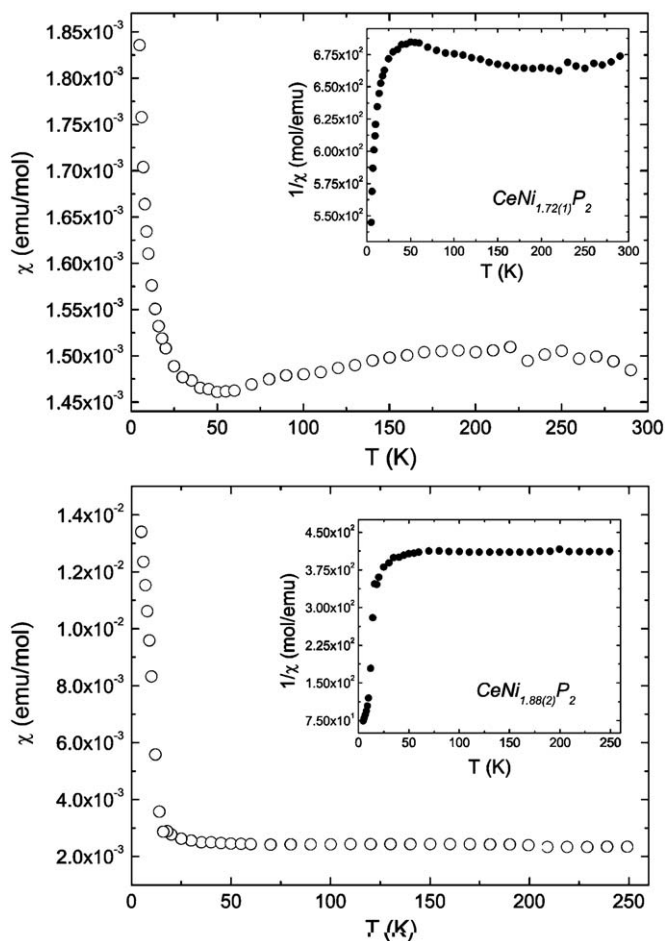 1.85x10⁻³
1.80x10⁻³
1.75x10⁻³
1.70x10⁻³
1.65x10⁻³
1.60x10⁻³
1.55x10⁻³
1.50x10⁻³
1.45x10⁻³
χ (emu/mol)
0 50 100 150 200 250 300
T (K)
6.75x10²
6.50x10²
6.25x10²
6.00x10²
5.75x10²
5.50x10²
1/χ (mol/emu)
CeNi₁.₇₂₍₁₎P₂
0 50 100 150 200 250 300
T (K)
1.4x10⁻²
1.2x10⁻²
1.0x10⁻²
8.0x10⁻³
6.0x10⁻³
4.0x10⁻³
2.0x10⁻³
χ (emu/mol)
0 50 100 150 200 250
T (K)
4.50x10²
3.75x10²
3.00x10²
2.25x10²
1.50x10²
7.50x10¹
1/χ (mol/emu)
CeNi₁.₈₈₍₂₎P₂
0 50 100 150 200 250
T (K)